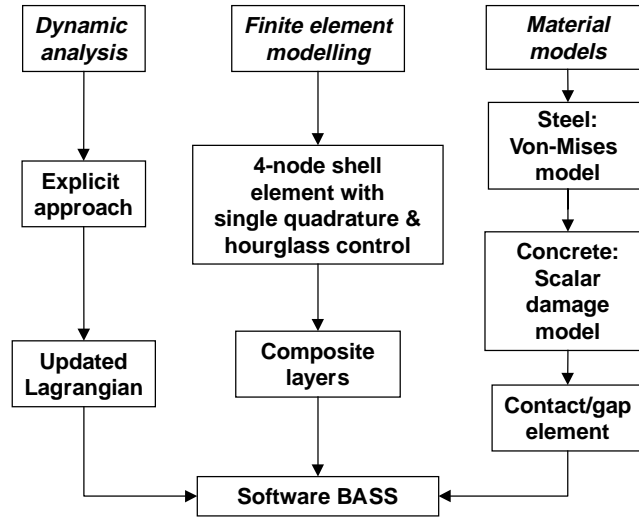 Dynamic
analysis
Explicit
approach
Updated
Lagrangian
Finite element
modelling
4-node shell
element with
single quadrature &
hourglass control
Composite
layers
Material
models
Steel:
Von-Mises
model
Concrete:
Scalar
damage
model
Contact/gap
element
Software BASS